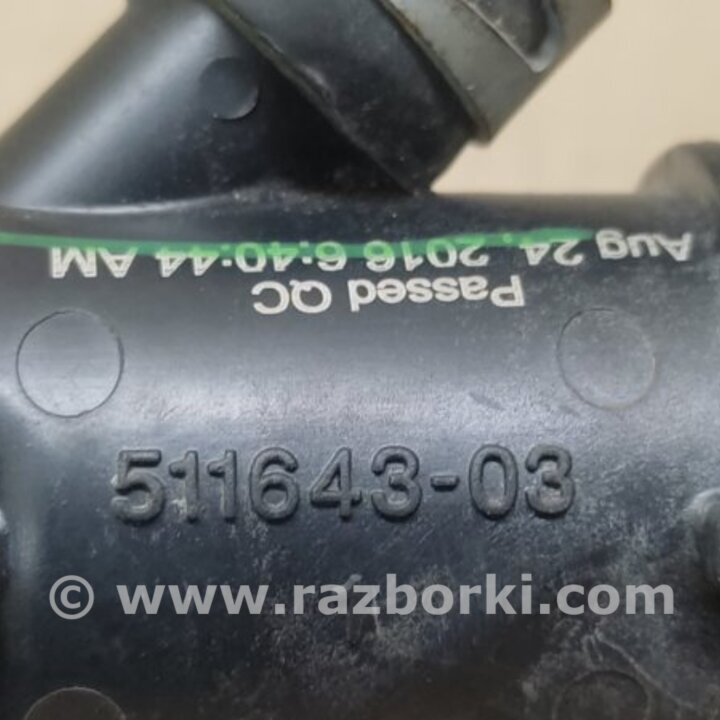 Passed QC
Aug 24, 2016 6:40:44 AM
511643-03
© www.razborki.com